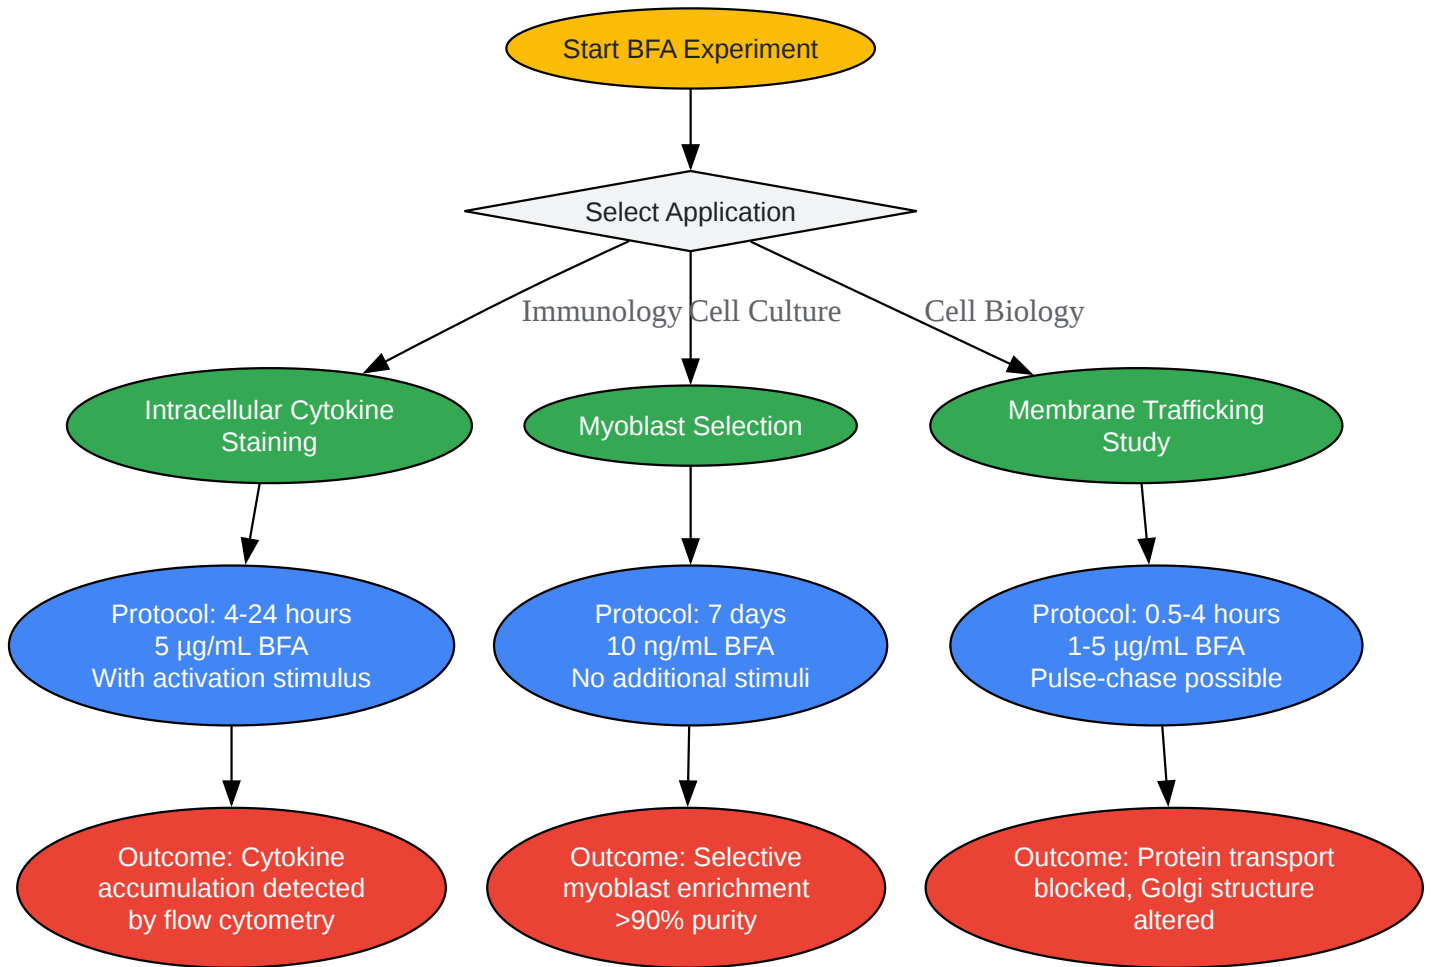 Start BFA Experiment
Select Application
Immunology
Cell Culture
Cell Biology
Intracellular Cytokine
Staining
Myoblast Selection
Membrane Trafficking
Study
Protocol: 4-24 hours
5 µg/mL BFA
With activation stimulus
Protocol: 7 days
10 ng/mL BFA
No additional stimuli
Protocol: 0.5-4 hours
1-5 µg/mL BFA
Pulse-chase possible
Outcome: Cytokine
accumulation detected
by flow cytometry
Outcome: Selective
myoblast enrichment
>90% purity
Outcome: Protein transport
blocked, Golgi structure
altered